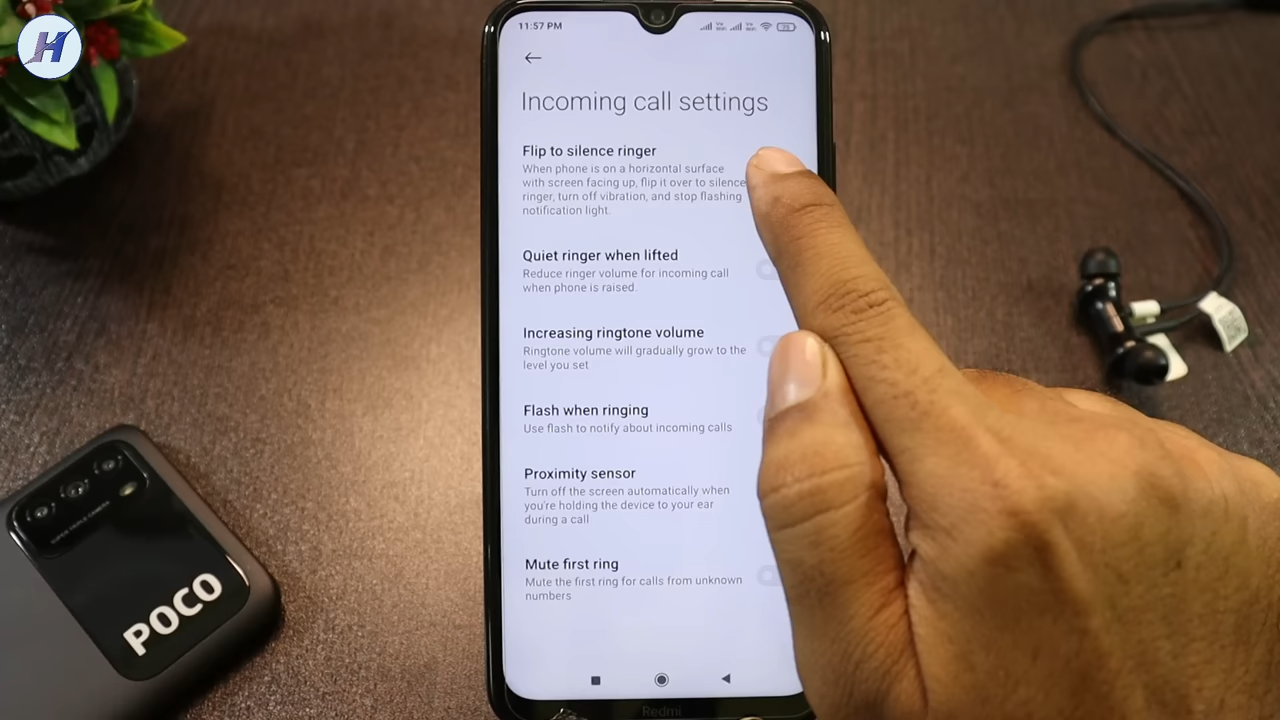 H
11:57 PM
Incoming call settings
Flip to silence ringer
When phone is on a horizontal surface
with screen facing up, flip it over to silence
ringer, turn off vibration, and stop flashing
notification light.
Quiet ringer when lifted
Reduce ringer volume for incoming call
when phone is raised.
Increasing ringtone volume
Ringtone volume will gradually grow to the
level you set
Flash when ringing
Use flash to notify about incoming calls
Proximity sensor
Turn off the screen automatically when
you're holding the device to your ear
during a call
Mute first ring
Mute the first ring for calls from unknown
numbers
Redmi
SUPER TRIPLE CAMERA
POCO